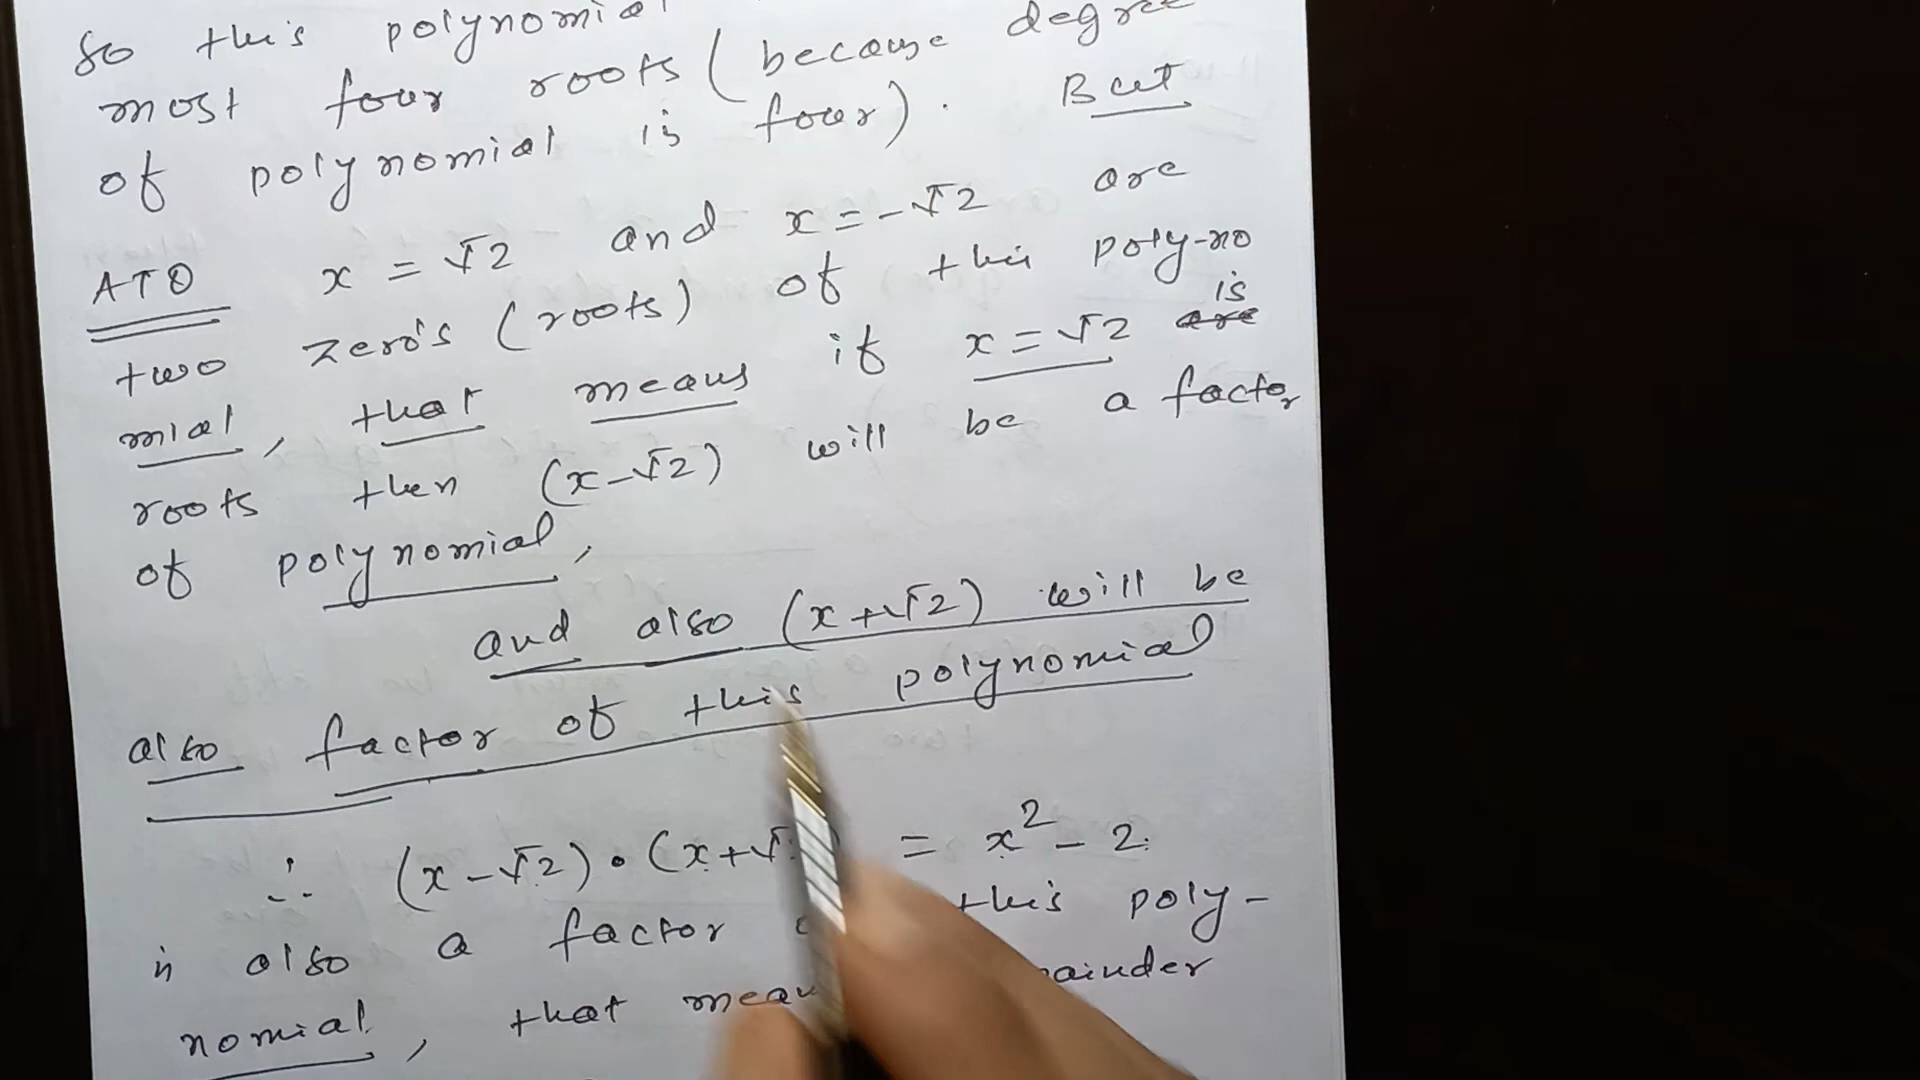 So this polynomial
most four roots (because degree
of polynomial is four). But
ATQ x = √2 and x = -√2 are
two zero's (roots) of this poly-no
mial, that means if x = √2 is
roots then (x-√2) will be a factor
of polynomial,
and also (x+√2) will be
also factor of this polynomial
∴ (x-√2)·(x+√ ) = x² - 2
is also a factor this poly-
nomial, that